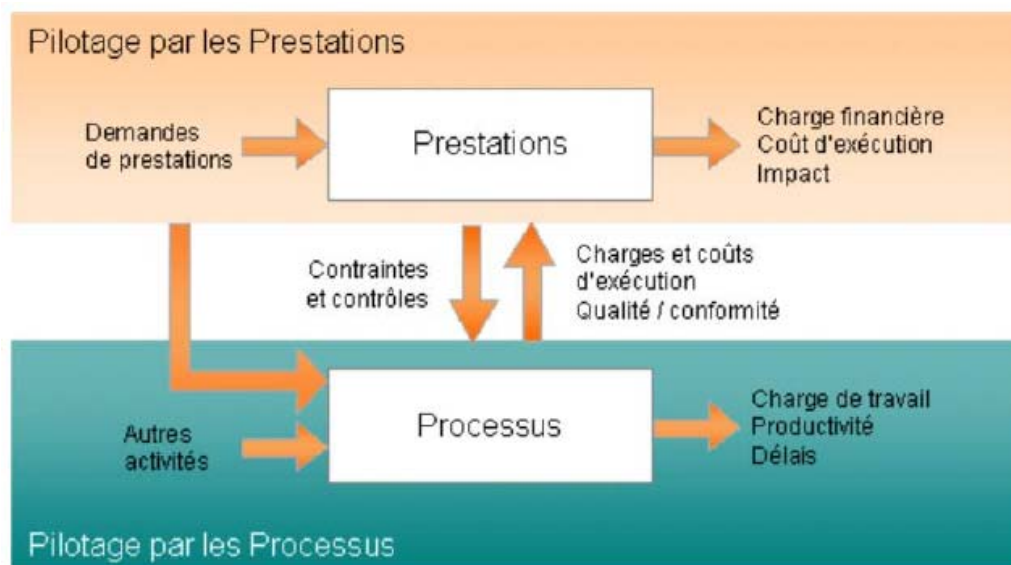 Pilotage par les Prestations
Demandes
de prestations
Prestations
Charge financière
Coût d'exécution
Impact
Contraintes
et contrôles
Charges et coûts
d'exécution
Qualité / conformité
Autres
activités
Processus
Charge de travail
Productivité
Délais
Pilotage par les Processus